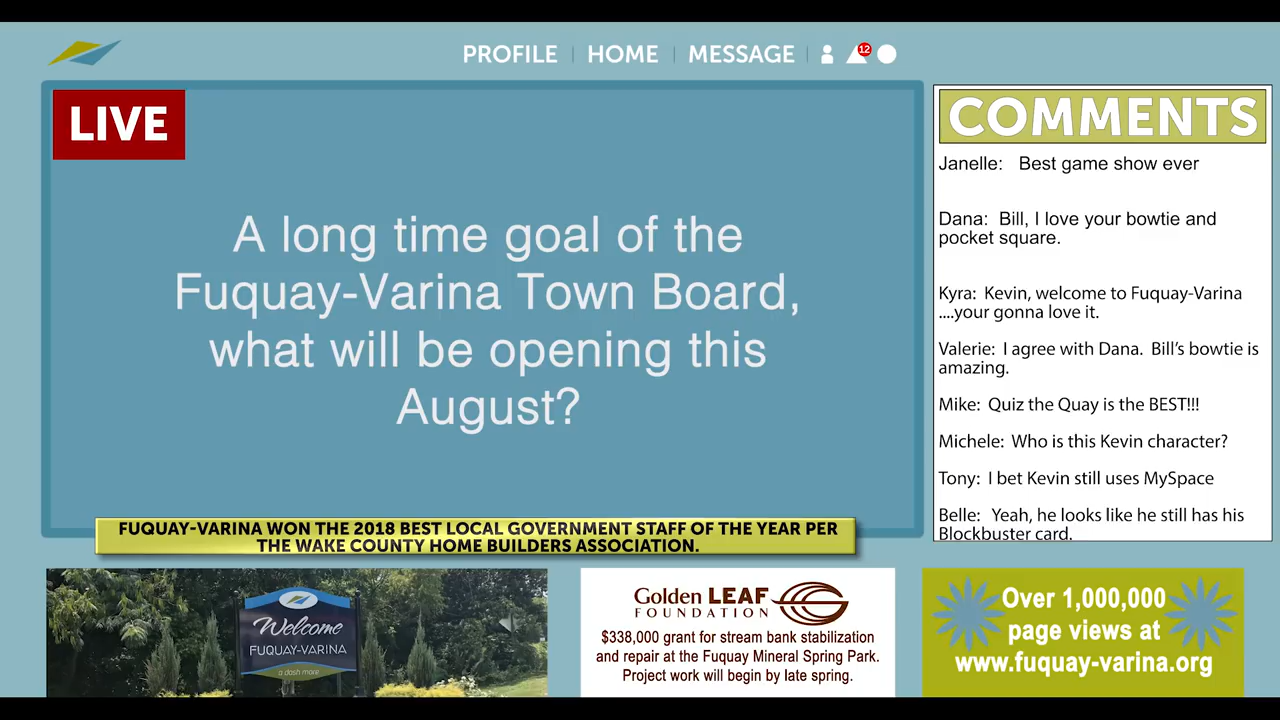 PROFILE | HOME | MESSAGE | 12
LIVE
A long time goal of the
Fuquay-Varina Town Board,
what will be opening this
August?
FUQUAY-VARINA WON THE 2018 BEST LOCAL GOVERNMENT STAFF OF THE YEAR PER
THE WAKE COUNTY HOME BUILDERS ASSOCIATION.
COMMENTS
Janelle: Best game show ever
Dana: Bill, I love your bowtie and
pocket square.
Kyra: Kevin, welcome to Fuquay-Varina
....your gonna love it.
Valerie: I agree with Dana. Bill's bowtie is
amazing.
Mike: Quiz the Quay is the BEST!!!
Michele: Who is this Kevin character?
Tony: I bet Kevin still uses MySpace
Belle: Yeah, he looks like he still has his
Blockbuster card.
Welcome
FUQUAY-VARINA
a dash more
Golden LEAF
FOUNDATION
$338,000 grant for stream bank stabilization
and repair at the Fuquay Mineral Spring Park.
Project work will begin by late spring.
Over 1,000,000
page views at
www.fuquay-varina.org